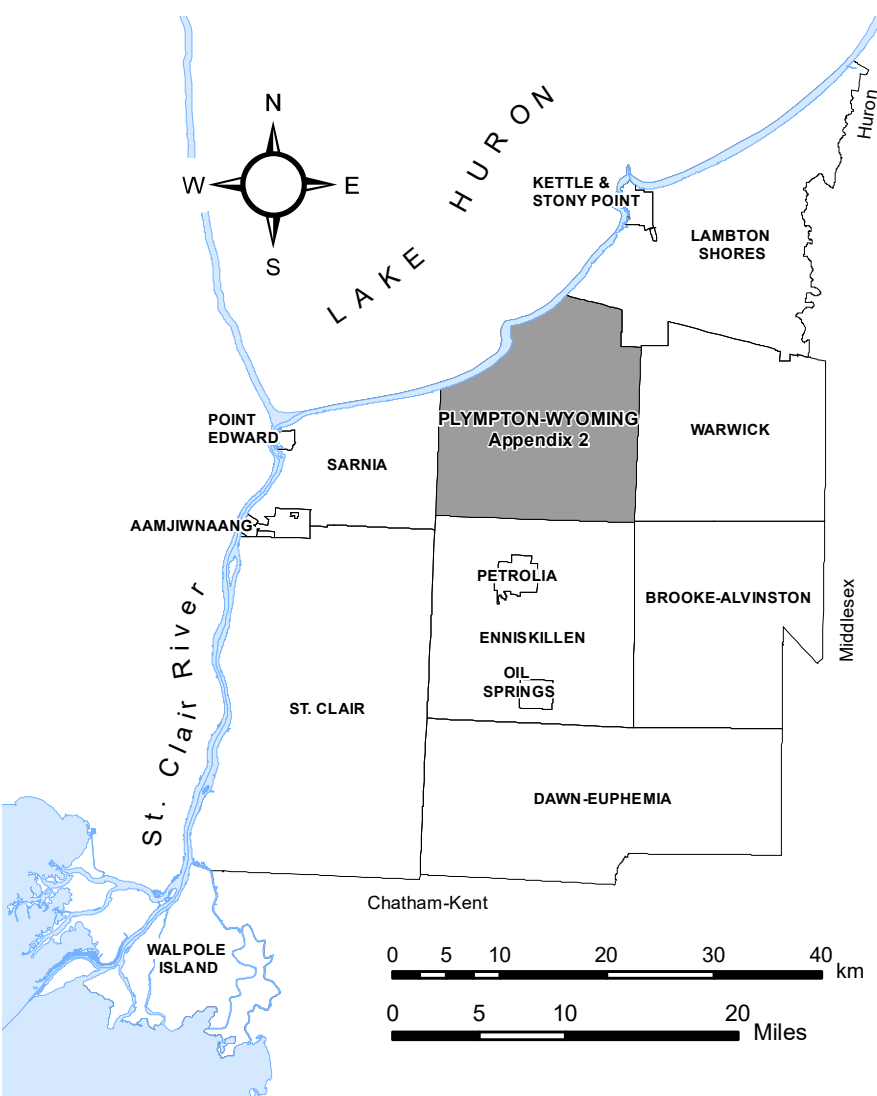 N
W
E
S
LAKE HURON
Huron
KETTLE &
STONY POINT
LAMBTON
SHORES
POINT
EDWARD
PLYMPTON-WYOMING
Appendix 2
WARWICK
SARNIA
AAMJIWNAANG
PETROLIA
BROOKE-ALVINSTON
Middlesex
ENNISKILLEN
OIL
SPRINGS
ST. CLAIR
St. Clair River
DAWN-EUPHEMIA
Chatham-Kent
WALPOLE
ISLAND
0 5 10 20 30 40
km
0 5 10 20
Miles